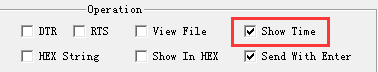 Operation
DTR RTS View File Show Time
HEX String Show In HEX Send With Enter